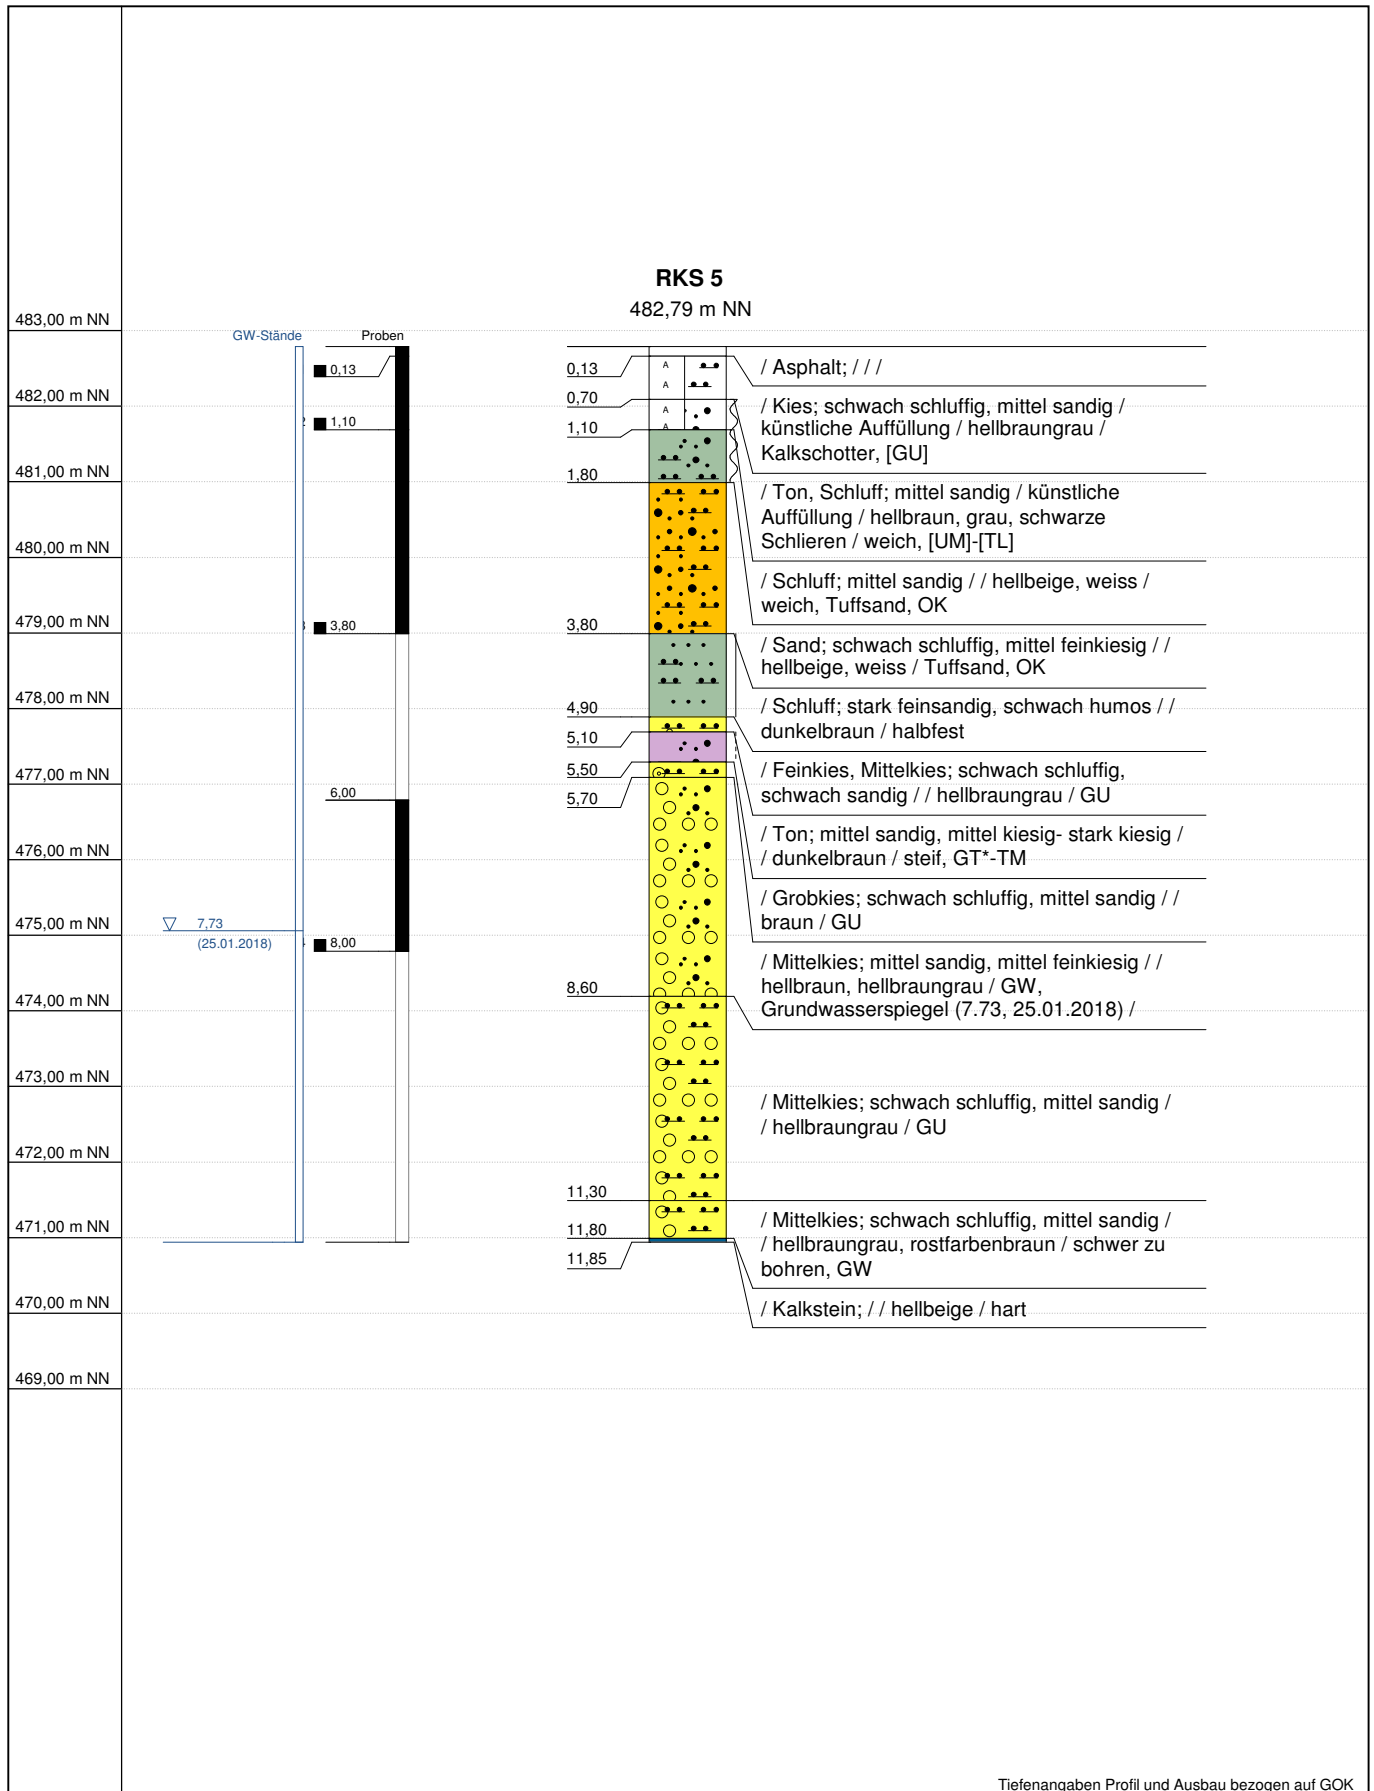 RKS 5
482,79 m NN
483,00 m NN
482,00 m NN
481,00 m NN
480,00 m NN
479,00 m NN
478,00 m NN
477,00 m NN
476,00 m NN
475,00 m NN
474,00 m NN
473,00 m NN
472,00 m NN
471,00 m NN
470,00 m NN
469,00 m NN
GW-Stände
7,73
(25.01.2018)
Proben
0,13
1,10
3,80
6,00
8,00
0,13
0,70
1,10
1,80
3,80
4,90
5,10
5,50
5,70
8,60
11,30
11,80
11,85
A
A
A
A
/ Asphalt; / / /
/ Kies; schwach schluffig, mittel sandig /
künstliche Auffüllung / hellbraungrau /
Kalkschotter, [GU]
/ Ton, Schluff; mittel sandig / künstliche
Auffüllung / hellbraun, grau, schwarze
Schlieren / weich, [UM]-[TL]
/ Schluff; mittel sandig / / hellbeige, weiss /
weich, Tuffsand, OK
/ Sand; schwach schluffig, mittel feinkiesig / /
hellbeige, weiss / Tuffsand, OK
/ Schluff; stark feinsandig, schwach humos / /
dunkelbraun / halbfest
/ Feinkies, Mittelkies; schwach schluffig,
schwach sandig / / hellbraungrau / GU
/ Ton; mittel sandig, mittel kiesig- stark kiesig /
/ dunkelbraun / steif, GT*-TM
/ Grobkies; schwach schluffig, mittel sandig / /
braun / GU
/ Mittelkies; mittel sandig, mittel feinkiesig / /
hellbraun, hellbraungrau / GW,
Grundwasserspiegel (7.73, 25.01.2018) /
/ Mittelkies; schwach schluffig, mittel sandig /
/ hellbraungrau / GU
/ Mittelkies; schwach schluffig, mittel sandig /
/ hellbraungrau, rostfarbenbraun / schwer zu
bohren, GW
/ Kalkstein; / / hellbeige / hart
Tiefenangaben Profil und Ausbau bezogen auf GOK